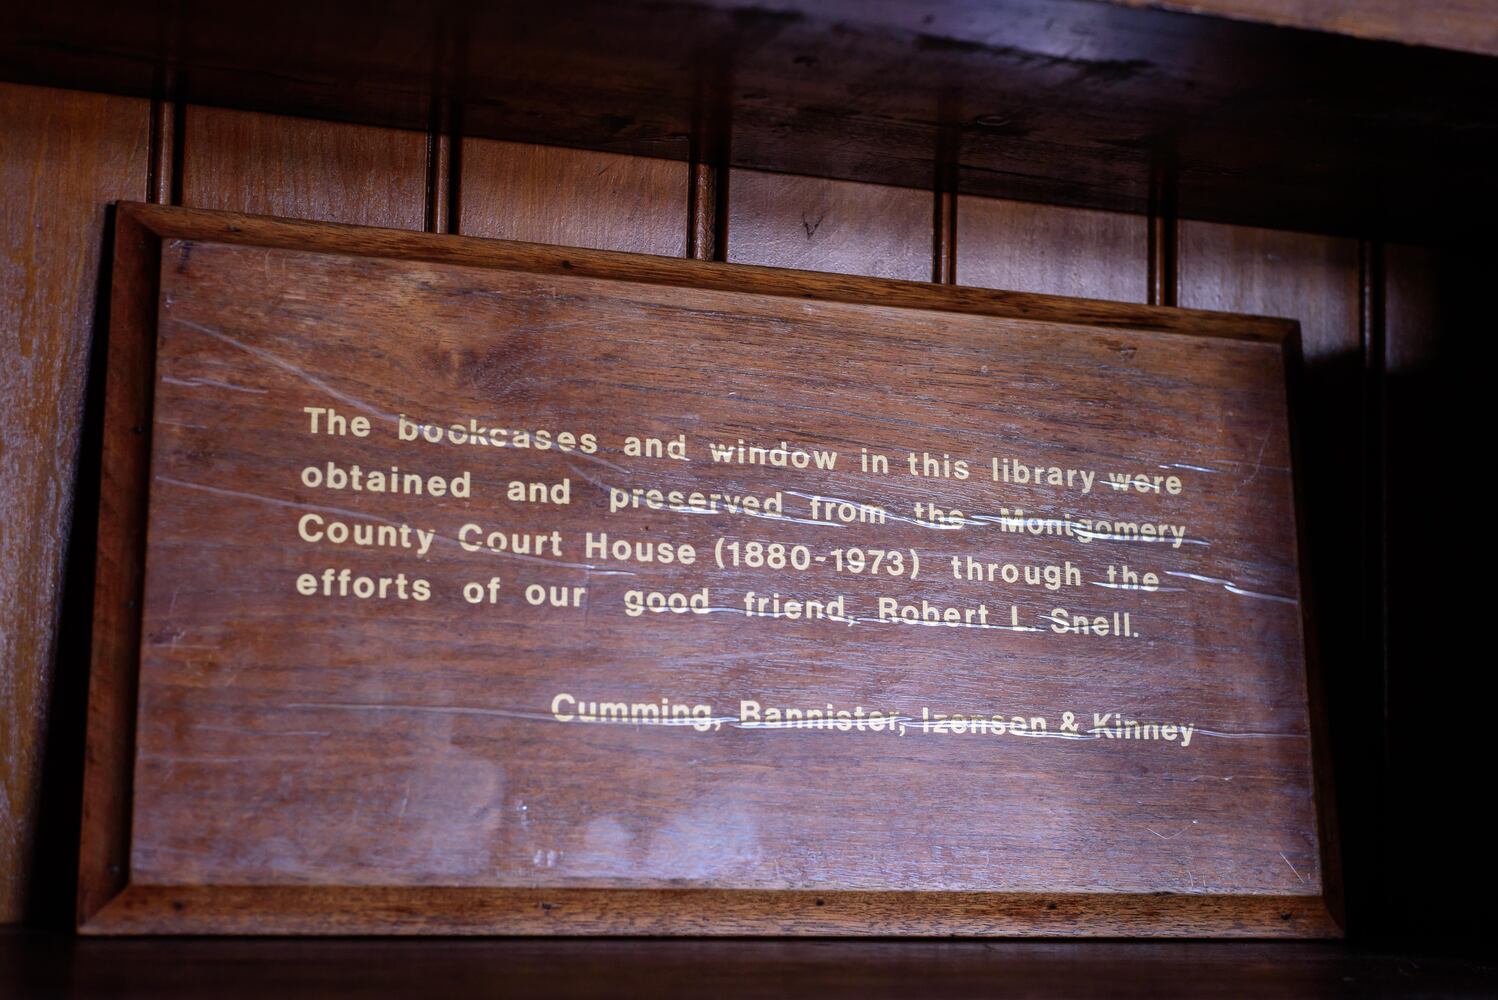 The bookcases and window in this library were
obtained and preserved from the Montgomery
County Court House (1880-1973) through the
efforts of our good friend, Robert L. Snell.
Cumming, Bannister, Izenson & Kinney